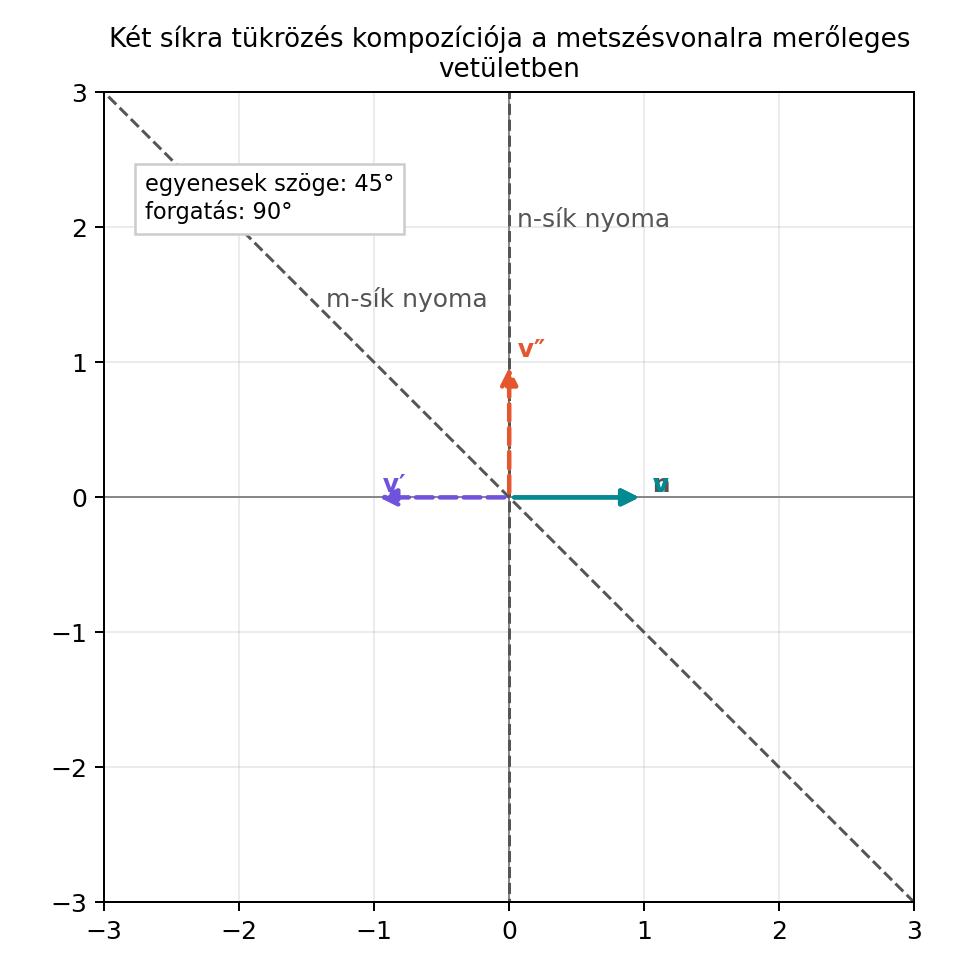 Két síkra tükrözés kompozíciója a metszésvonalra merőleges
vetületben
3
egyenesek szöge: 45°
forgatás: 90°
n-sík nyoma
2
m-sík nyoma
1
v″
v′
n
v
0
−1
−2
−3
−3
−2
−1
0
1
2
3